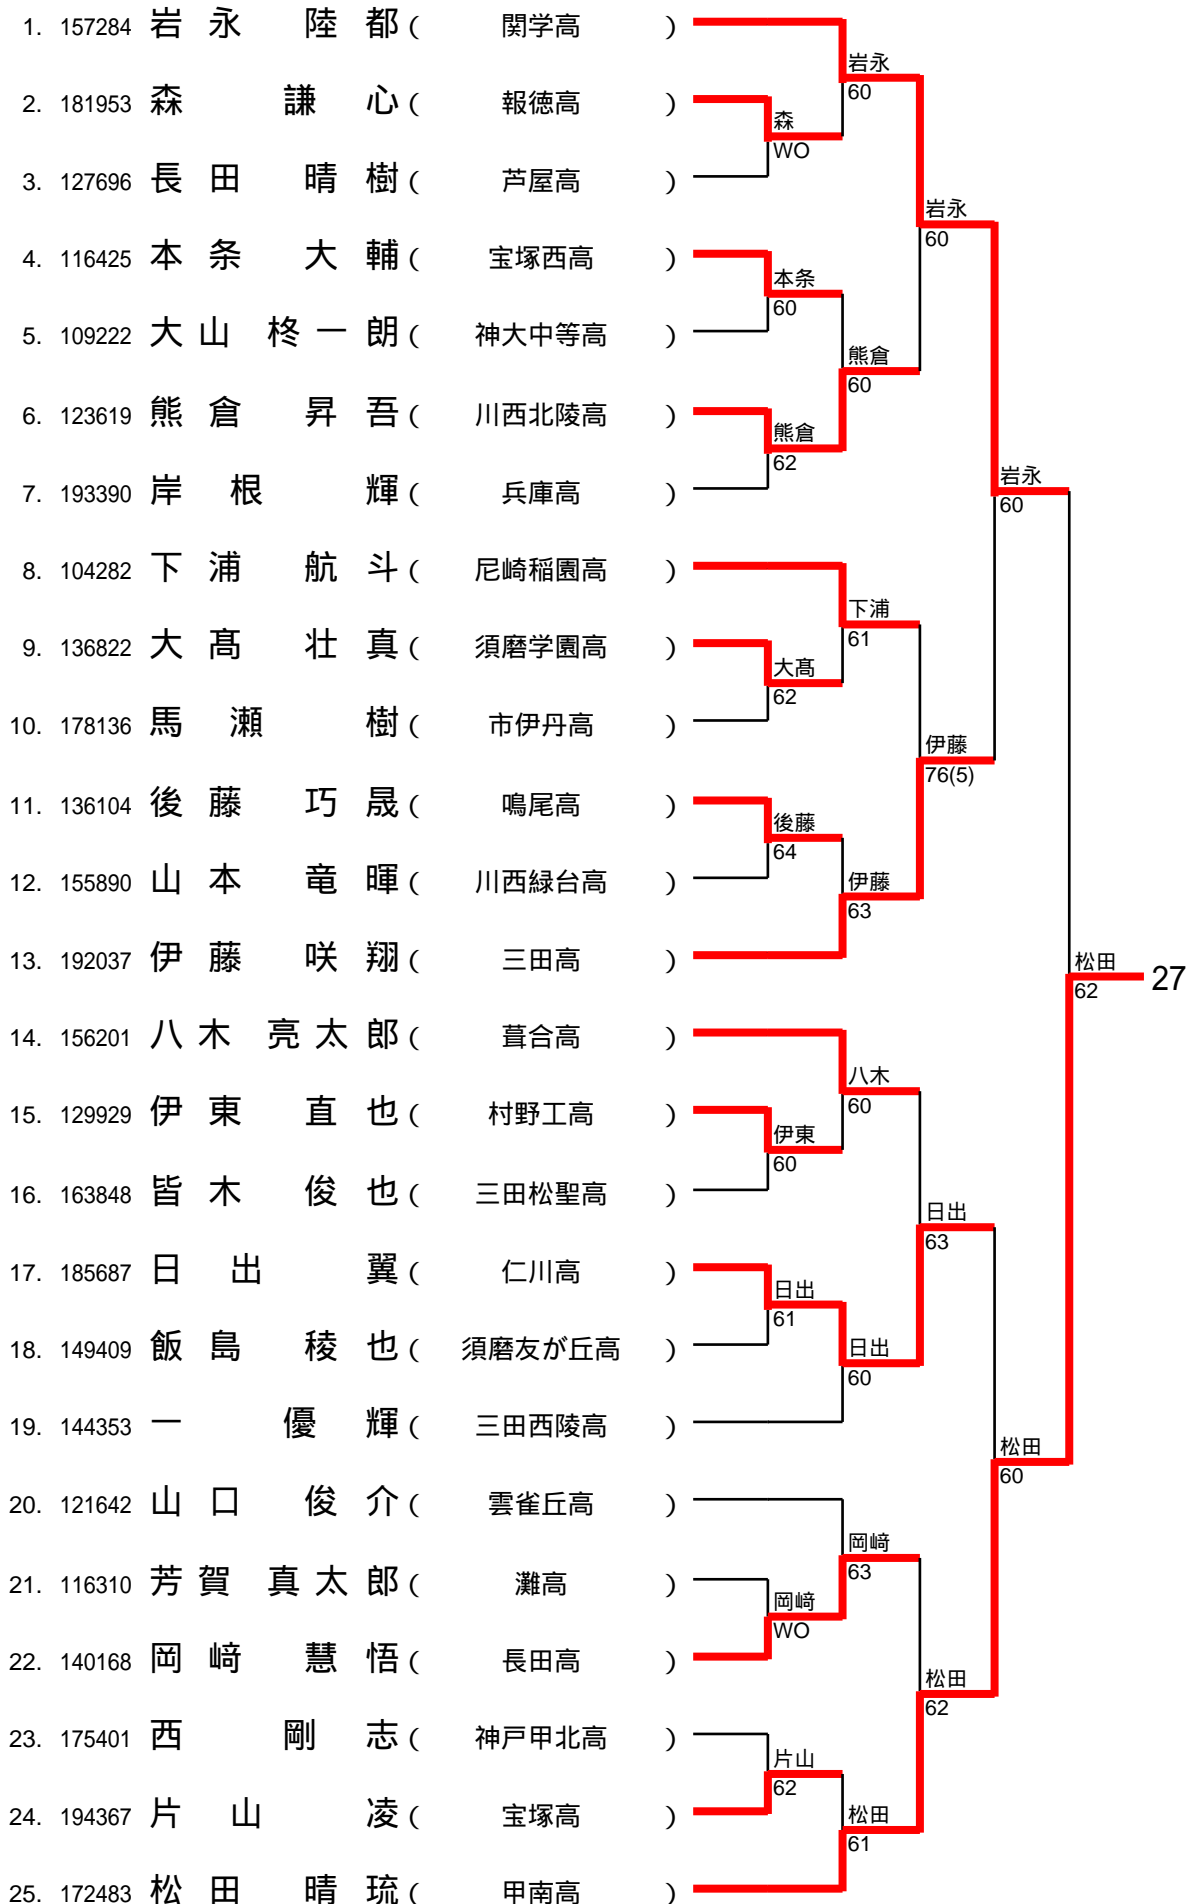 1. 157284 岩永 陸都 ( 関学高 )
岩永
60
2. 181953 森 謙心 ( 報徳高 )
森
WO
3. 127696 長田 晴樹 ( 芦屋高 )
岩永
60
4. 116425 本条 大輔 ( 宝塚西高 )
本条
60
5. 109222 大山 柊一朗 ( 神大中等高 )
熊倉
60
6. 123619 熊倉 昇吾 ( 川西北陵高 )
熊倉
62
7. 193390 岸根 輝 ( 兵庫高 )
岩永
60
8. 104282 下浦 航斗 ( 尼崎稲園高 )
下浦
61
9. 136822 大髙 壮真 ( 須磨学園高 )
大髙
62
10. 178136 馬瀬 樹 ( 市伊丹高 )
伊藤
76(5)
11. 136104 後藤 巧晟 ( 鳴尾高 )
後藤
64
12. 155890 山本 竜暉 ( 川西緑台高 )
伊藤
63
13. 192037 伊藤 咲翔 ( 三田高 )
松田
62
27
14. 156201 八木 亮太郎 ( 葺合高 )
八木
60
15. 129929 伊東 直也 ( 村野工高 )
伊東
60
16. 163848 皆木 俊也 ( 三田松聖高 )
日出
63
17. 185687 日出 翼 ( 仁川高 )
日出
61
18. 149409 飯島 稜也 ( 須磨友が丘高 )
日出
60
19. 144353 一 優輝 ( 三田西陵高 )
松田
60
20. 121642 山口 俊介 ( 雲雀丘高 )
岡﨑
63
21. 116310 芳賀 真太郎 ( 灘高 )
岡﨑
WO
22. 140168 岡﨑 慧悟 ( 長田高 )
松田
62
23. 175401 西 剛志 ( 神戸甲北高 )
片山
62
24. 194367 片山 凌 ( 宝塚高 )
松田
61
25. 172483 松田 晴琉 ( 甲南高 )